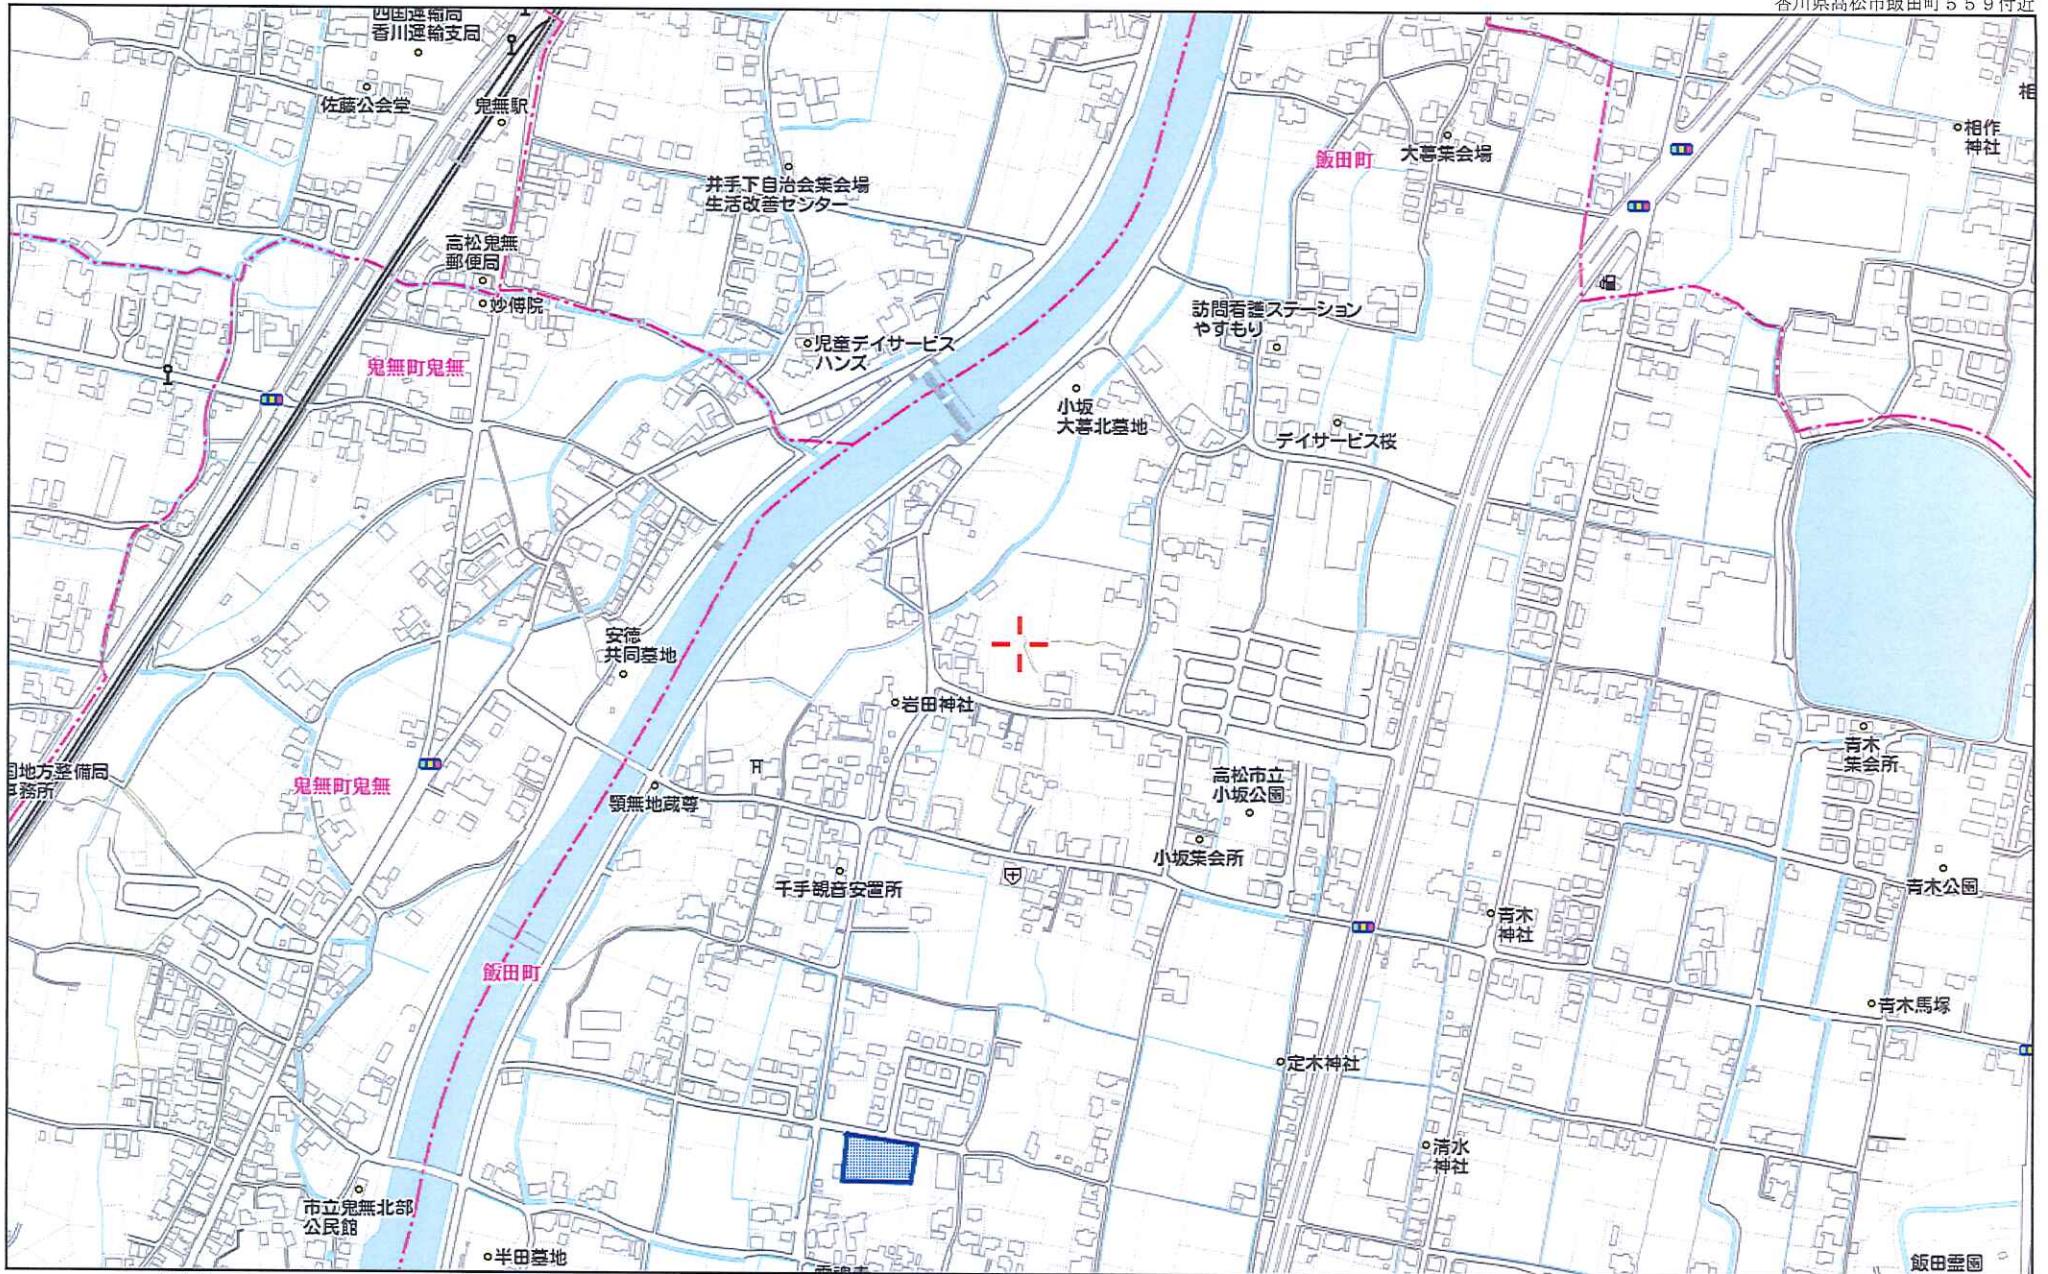 香川県高松市飯田町559付近
四国運輸局
香川運輸支局
佐藤公会堂
鬼無駅
井手下自治会集会場
生活改善センター
飯田町
大暮集会場
相作
神社
高松鬼無
郵便局
妙傳院
鬼無町鬼無
児童デイサービス
ハンズ
訪問看護ステーション
やすもり
小坂
大暮北墓地
デイサービス桜
安徳
共同墓地
岩田神社
国地方整備局
事務所
鬼無町鬼無
顎無地蔵尊
高松市立
小坂公園
青木
集会所
小坂集会所
千手観音安置所
青木公園
青木
神社
飯田町
青木馬塚
定木神社
清水
神社
市立鬼無北部
公民館
半田墓地
飯田霊園